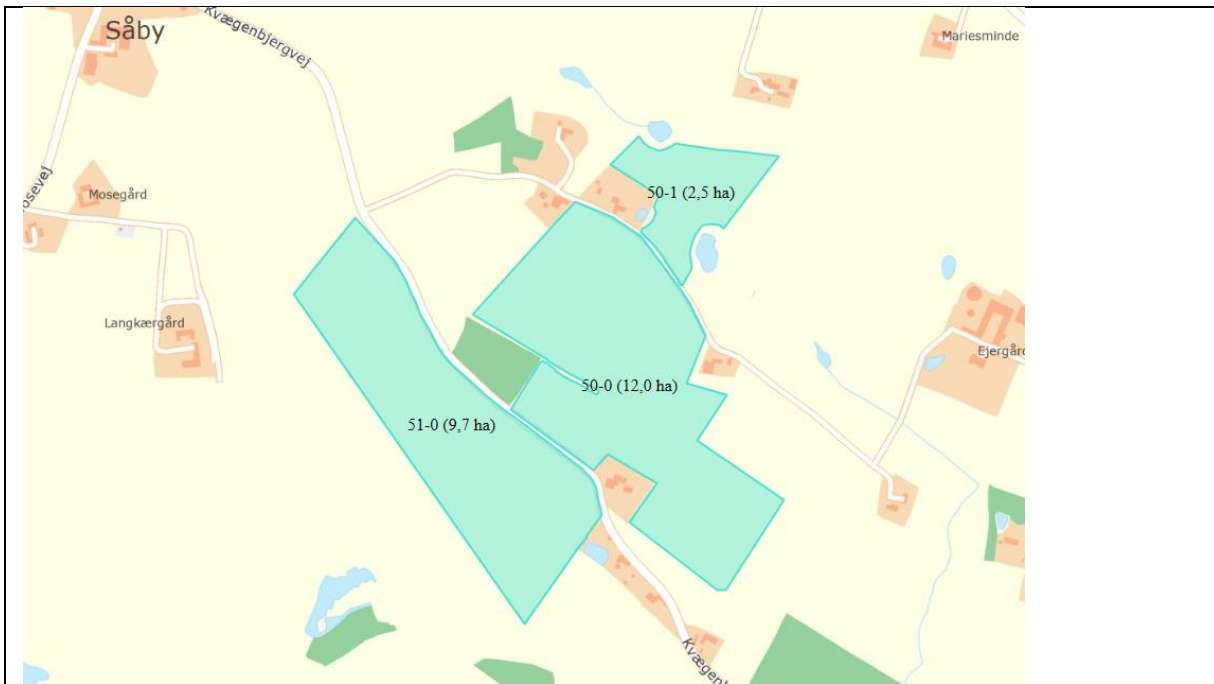 Såby
Kvægenbjergvej
Mariesminde
50-1 (2,5 ha)
Mosegård
osevej
Langkærgård
Ejergård
50-0 (12,0 ha)
51-0 (9,7 ha)
Kvægenb